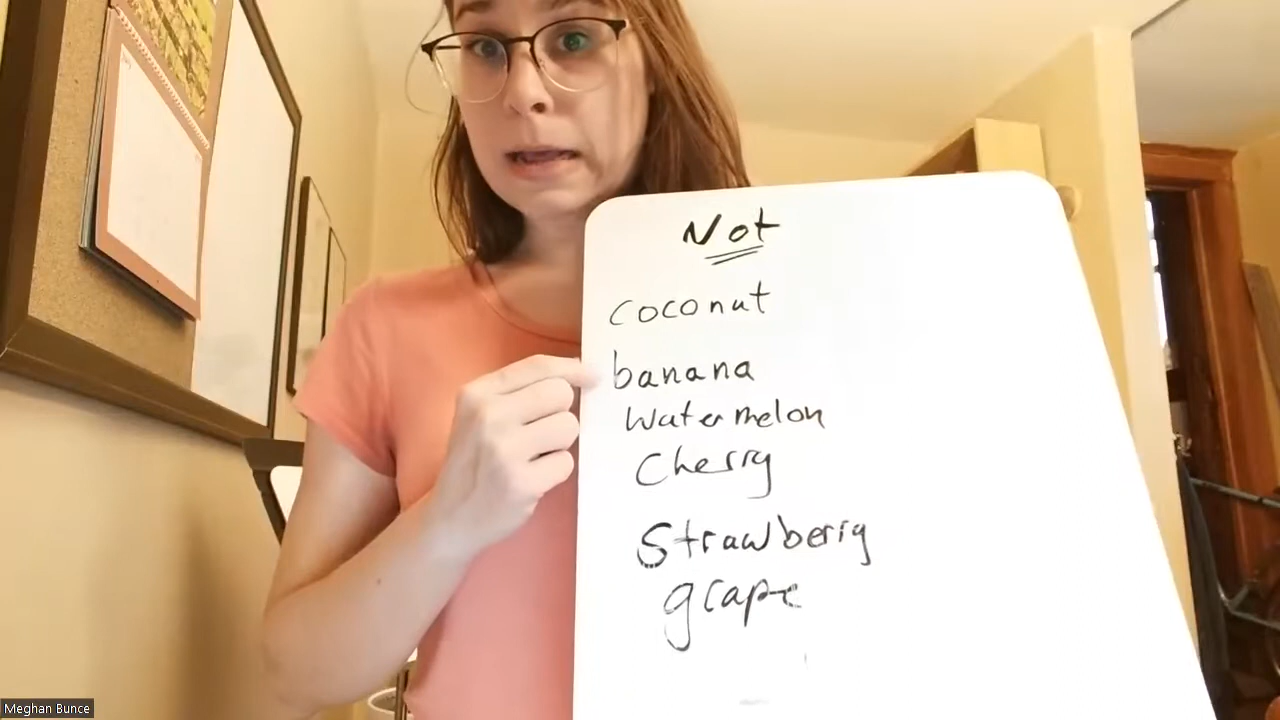 Not
coconut
banana
watermelon
cherry
strawberry
grape
Meghan Bunce